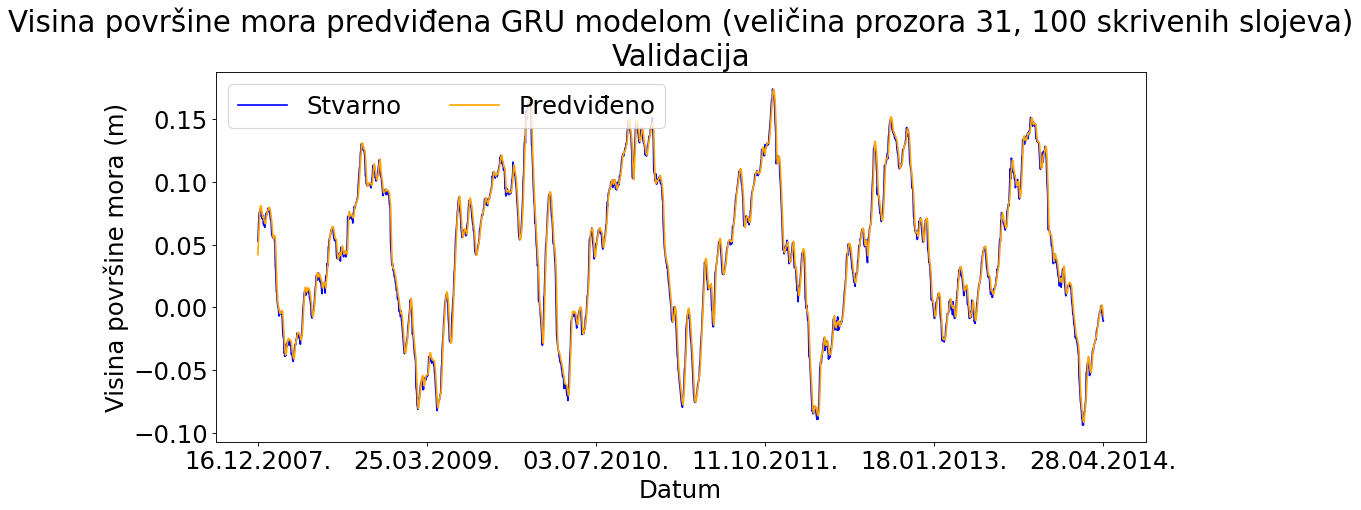 Visina površine mora predviđena GRU modelom (veličina prozora 31, 100 skrivenih slojeva)
Validacija
Stvarno Predviđeno
Visina površine mora (m)
0.15
0.10
0.05
0.00
−0.05
−0.10
16.12.2007. 25.03.2009. 03.07.2010. 11.10.2011. 18.01.2013. 28.04.2014.
Datum